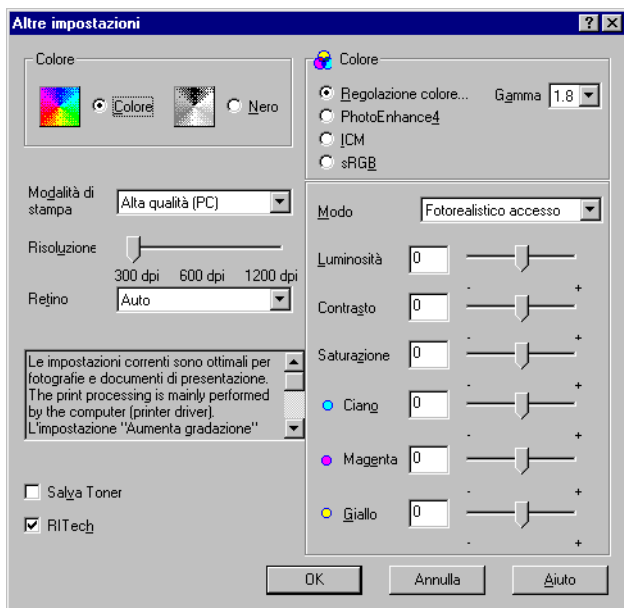 Altre impostazioni
Colore
Colore
Nero
Modalità di
stampa
Alta qualità (PC)
Risoluzione
300 dpi 600 dpi 1200 dpi
Retino
Auto
Le impostazioni correnti sono ottimali per
fotografie e documenti di presentazione.
The print processing is mainly performed
by the computer (printer driver).
L'impostazione "Aumenta gradazione"
Salva Toner
RITech
Colore
Regolazione colore...
Gamma 1.8
PhotoEnhance4
ICM
sRGB
Modo
Fotorealistico accesso
Luminosità 0
- +
Contrasto 0
- +
Saturazione 0
- +
Ciano 0
- +
Magenta 0
- +
Giallo 0
- +
OK
Annulla
Aiuto